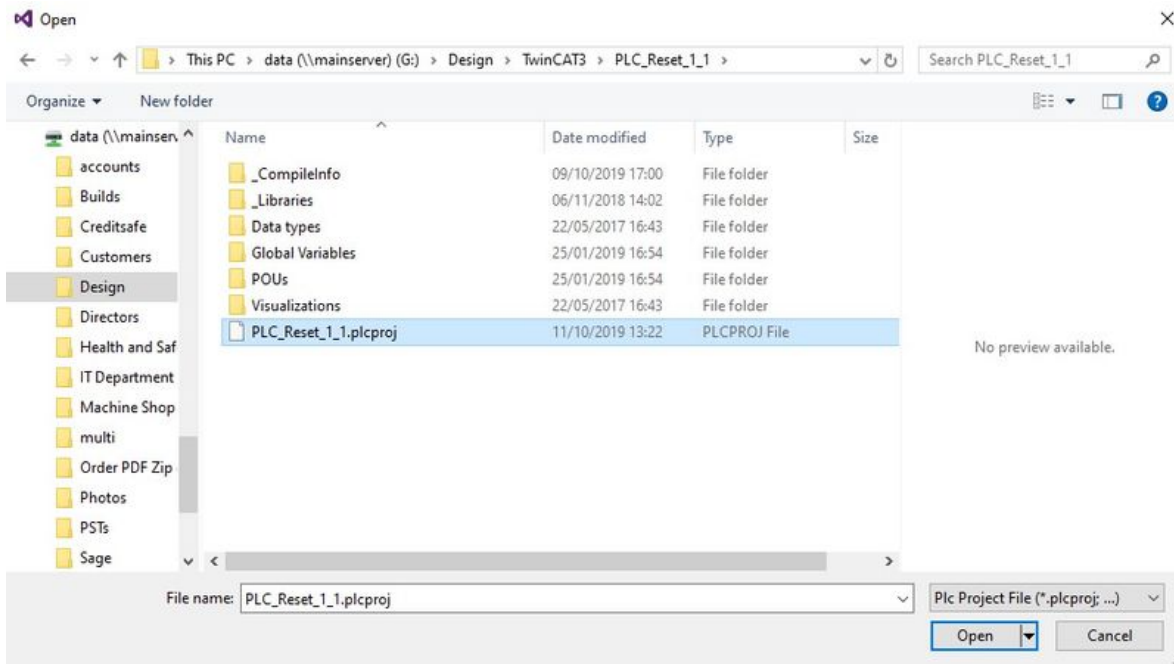 Open
This PC > data (\\mainserver) (G:) > Design > TwinCAT3 > PLC_Reset_1_1 >
Search PLC_Reset_1_1
Organize
New folder
data (\\mainserv
Name
Date modified
Type
Size
accounts
Builds
Creditsafe
Customers
Design
Directors
Health and Saf
IT Department
Machine Shop
multi
Order PDF Zip
Photos
PSTs
Sage
_CompileInfo 09/10/2019 17:00 File folder
_Libraries 06/11/2018 14:02 File folder
Data types 22/05/2017 16:43 File folder
Global Variables 25/01/2019 16:54 File folder
POUs 25/01/2019 16:54 File folder
Visualizations 22/05/2017 16:43 File folder
PLC_Reset_1_1.plcproj 11/10/2019 13:22 PLCPROJ File
No preview available.
File name: PLC_Reset_1_1.plcproj
Plc Project File (*.plcproj; ...)
Open
Cancel